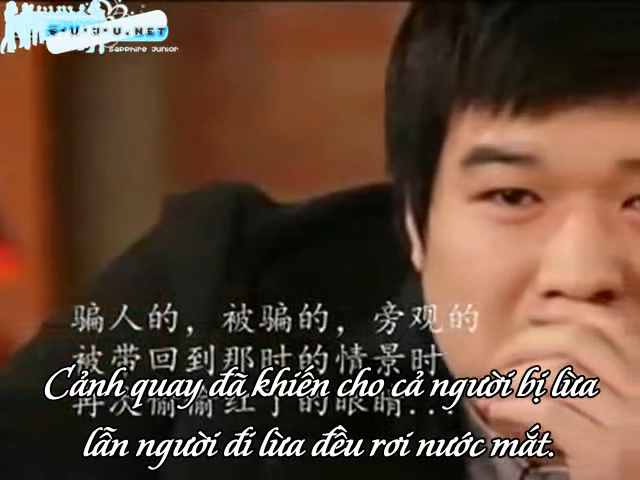 S·U·J·U.NET
SAPPHIRE JUNIOR
骗人的，被骗的，旁观的
被带回到那时的情景时
再次偷偷红了的眼睛...
Cảnh quay đã khiến cho cả người bị lừa
lẫn người đi lừa đều rơi nước mắt.